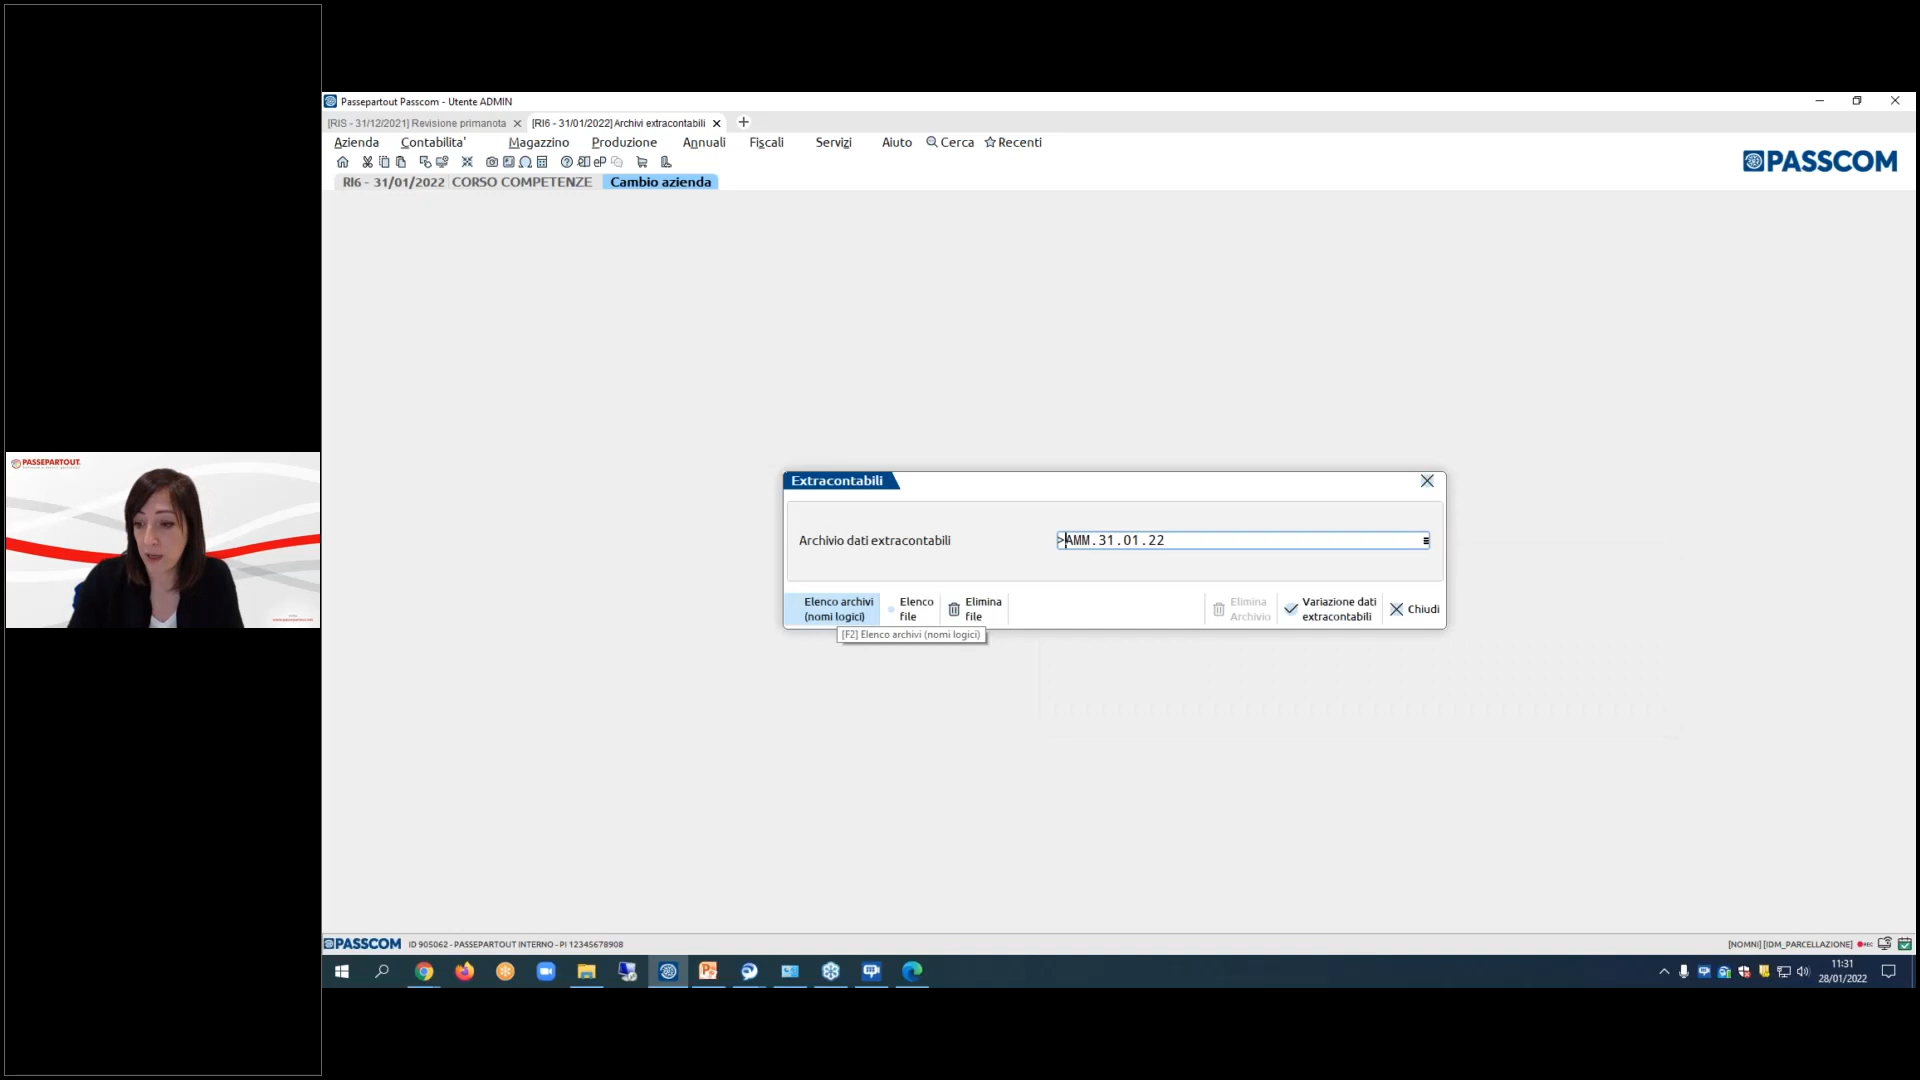 Passepartout Passcom - Utente ADMIN
[RIS - 31/12/2021] Revisione primanota
[RI6 - 31/01/2022] Archivi extracontabili
Azienda Contabilita' Magazzino Produzione Annuali Fiscali Servizi Aiuto Cerca Recenti
PASSCOM
RI6 - 31/01/2022 CORSO COMPETENZE Cambio azienda
PASSEPARTOUT
Extracontabili
Archivio dati extracontabili
>AMM.31.01.22
Elenco archivi
(nomi logici)
Elenco
file
Elimina
file
Elimina
Archivio
Variazione dati
extracontabili
Chiudi
[F2] Elenco archivi (nomi logici)
PASSCOM
ID 905062 - PASSEPARTOUT INTERNO - PI 12345678908
[NOMNI] [IDM_PARCELLAZIONE]
REC
11:31
28/01/2022